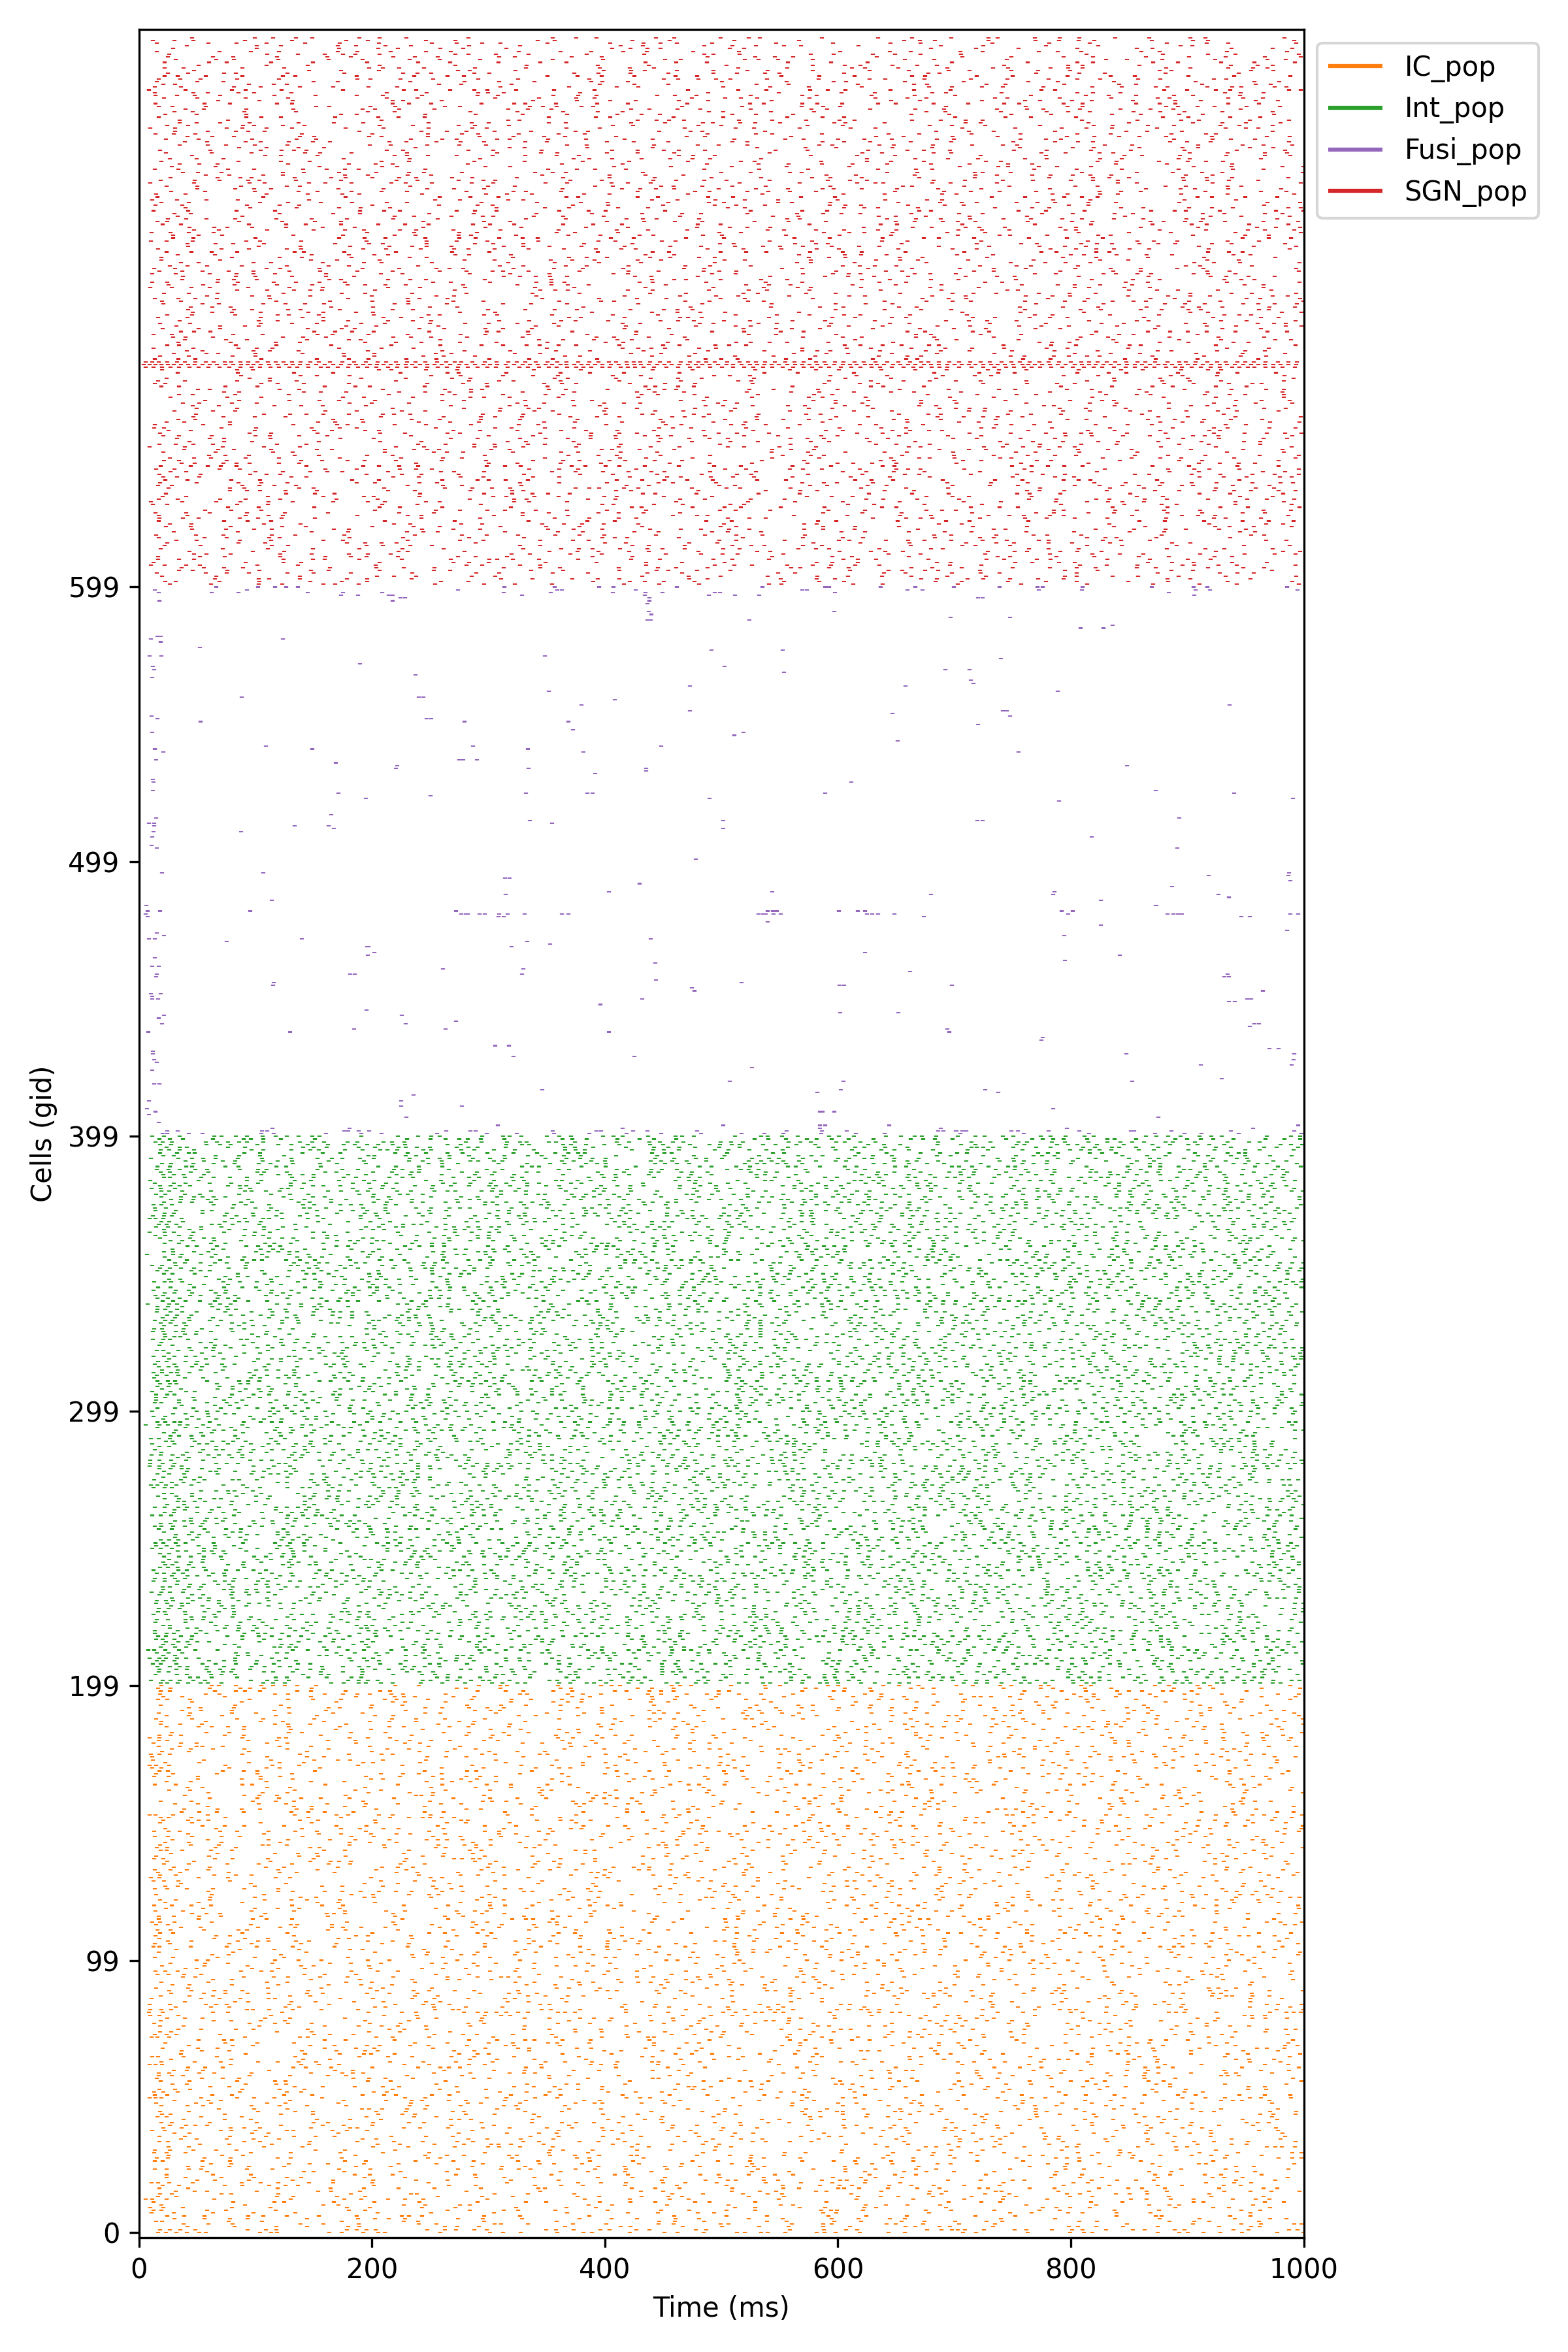 IC_pop
Int_pop
Fusi_pop
SGN_pop
599
499
399
299
199
99
0
Cells (gid)
0 200 400 600 800 1000
Time (ms)